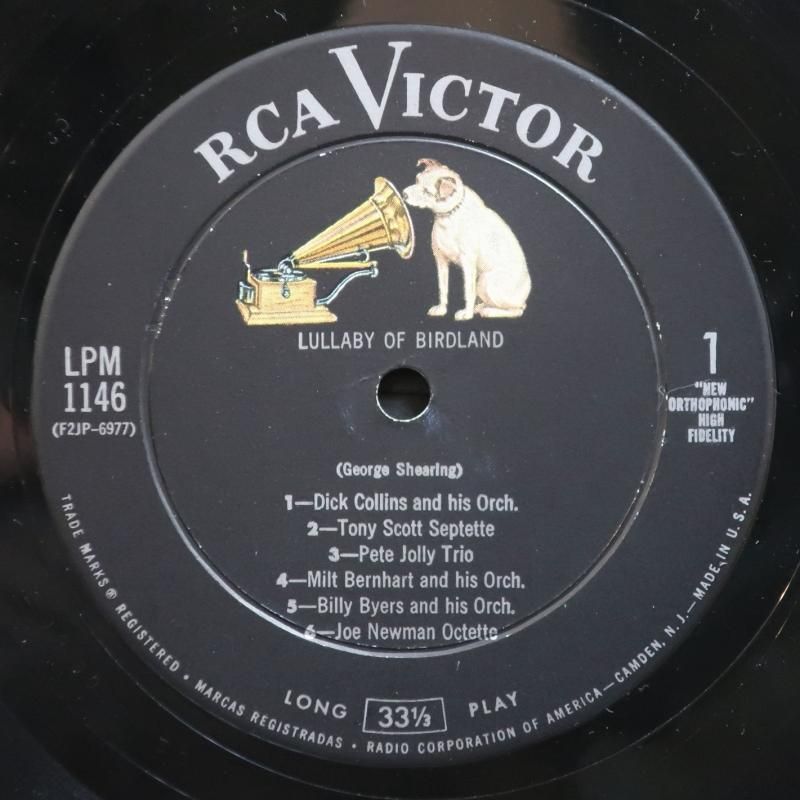 RCA VICTOR
LULLABY OF BIRDLAND
LPM
1146
(F2JP-6977)
1
"NEW
ORTHOPHONIC"
HIGH
FIDELITY
(George Shearing)
1—Dick Collins and his Orch.
2—Tony Scott Septette
3—Pete Jolly Trio
4—Milt Bernhart and his Orch.
5—Billy Byers and his Orch.
6—Joe Newman Octette
LONG 33⅓ PLAY
TRADE MARKS ® REGISTERED • MARCAS REGISTRADAS • RADIO CORPORATION OF AMERICA—CAMDEN, N. J.—MADE IN U. S. A.